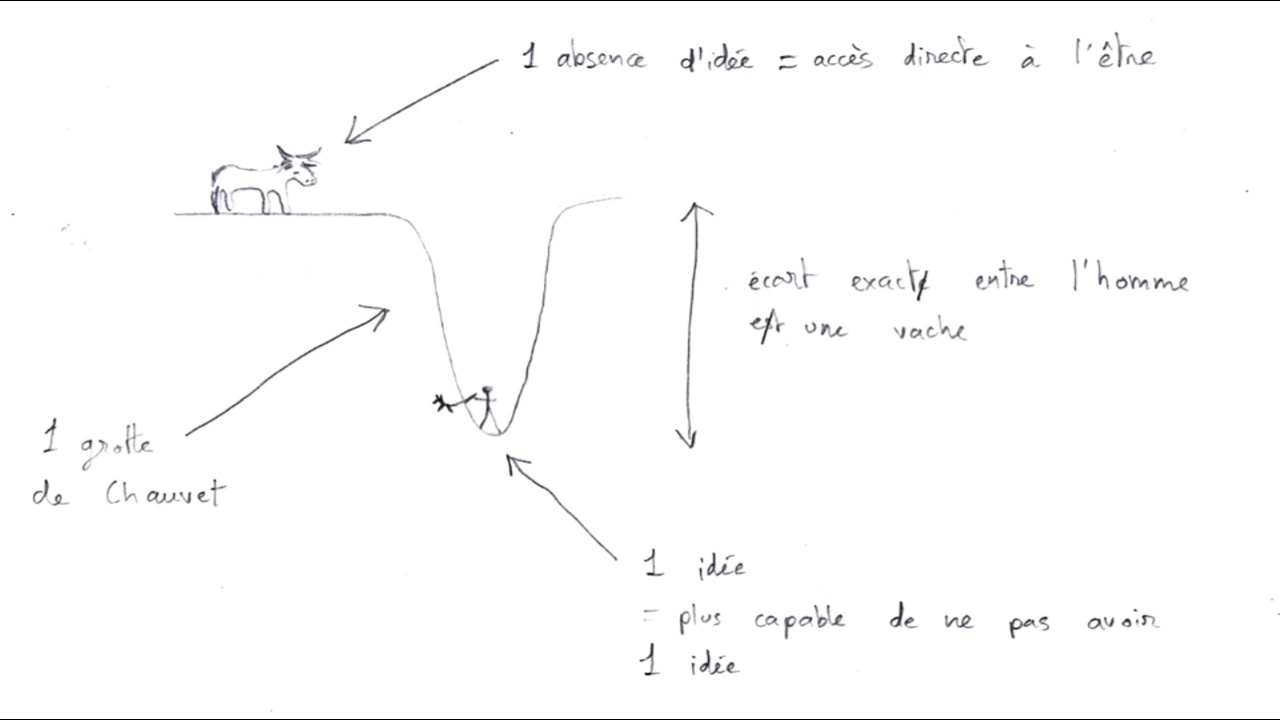 1 absence d'idée = accès directe à l'être
écart exact entre l'homme
et une vache
1 grotte
de Chauvet
1 idée
= plus capable de ne pas avoir
1 idée